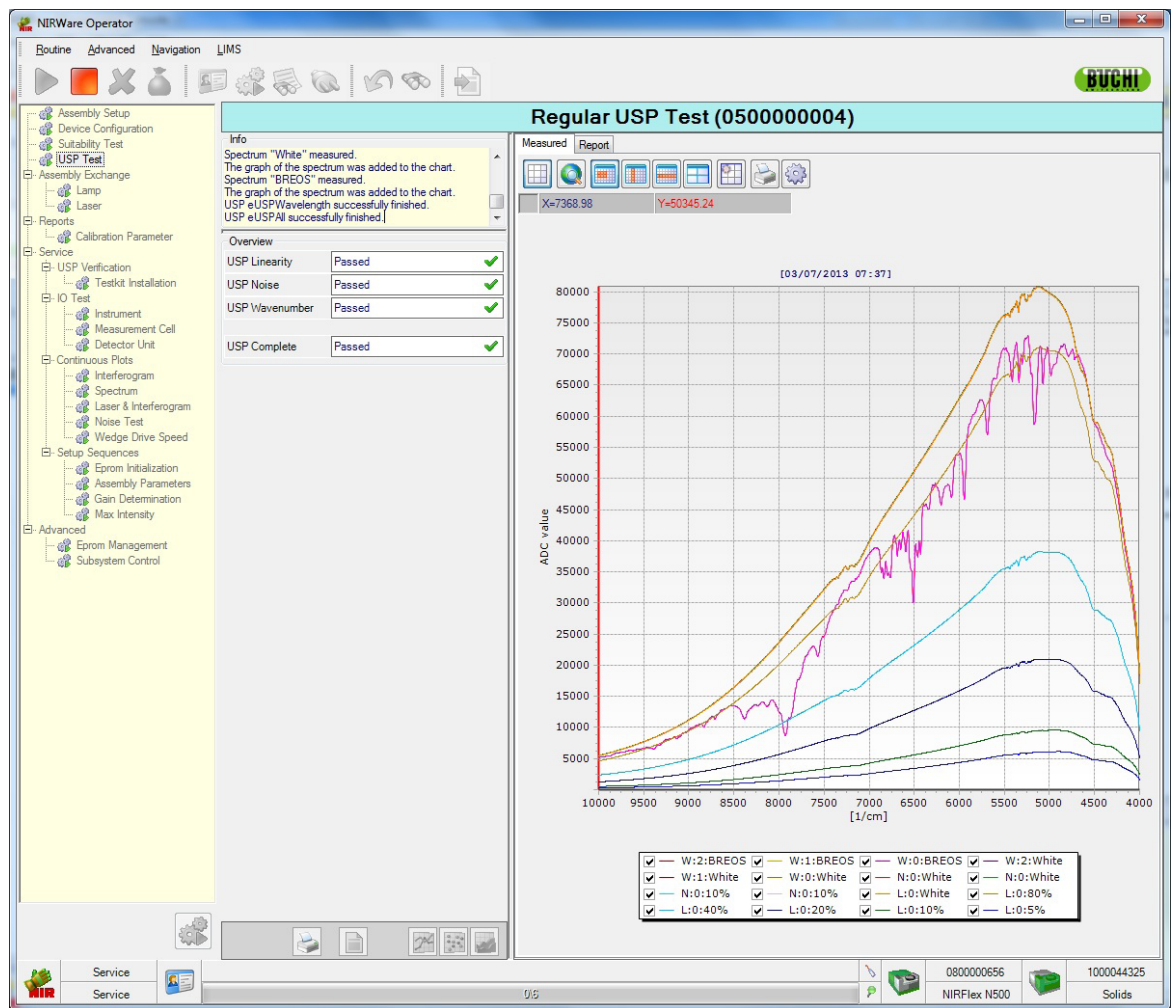 NIRWare Operator
Routine Advanced Navigation LIMS
BUCHI
Assembly Setup
Device Configuration
Suitability Test
USP Test
Assembly Exchange
Lamp
Laser
Reports
Calibration Parameter
Service
USP Verification
Testkit Installation
IO Test
Instrument
Measurement Cell
Detector Unit
Continuous Plots
Interferogram
Spectrum
Laser & Interferogram
Noise Test
Wedge Drive Speed
Setup Sequences
Eprom Initialization
Assembly Parameters
Gain Determination
Max Intensity
Advanced
Eprom Management
Subsystem Control
Regular USP Test (0500000004)
Info
Spectrum "White" measured.
The graph of the spectrum was added to the chart.
Spectrum "BREOS" measured.
The graph of the spectrum was added to the chart.
USP eUSPWavelength successfully finished.
USP eUSPAll successfully finished.
Overview
USP Linearity Passed
USP Noise Passed
USP Wavenumber Passed
USP Complete Passed
Measured Report
X=7368.98 Y=50345.24
[03/07/2013 07:37]
80000
75000
70000
65000
60000
55000
50000
45000
40000
35000
30000
25000
20000
15000
10000
5000
ADC value
10000 9500 9000 8500 8000 7500 7000 6500 6000 5500 5000 4500 4000
[1/cm]
W:2:BREOS W:1:BREOS W:0:BREOS W:2:White
W:1:White W:0:White N:0:White N:0:White
N:0:10% N:0:10% L:0:White L:0:80%
L:0:40% L:0:20% L:0:10% L:0:5%
NIR
Service
Service
0/6
0800000656
NIRFlex N500
1000044325
Solids